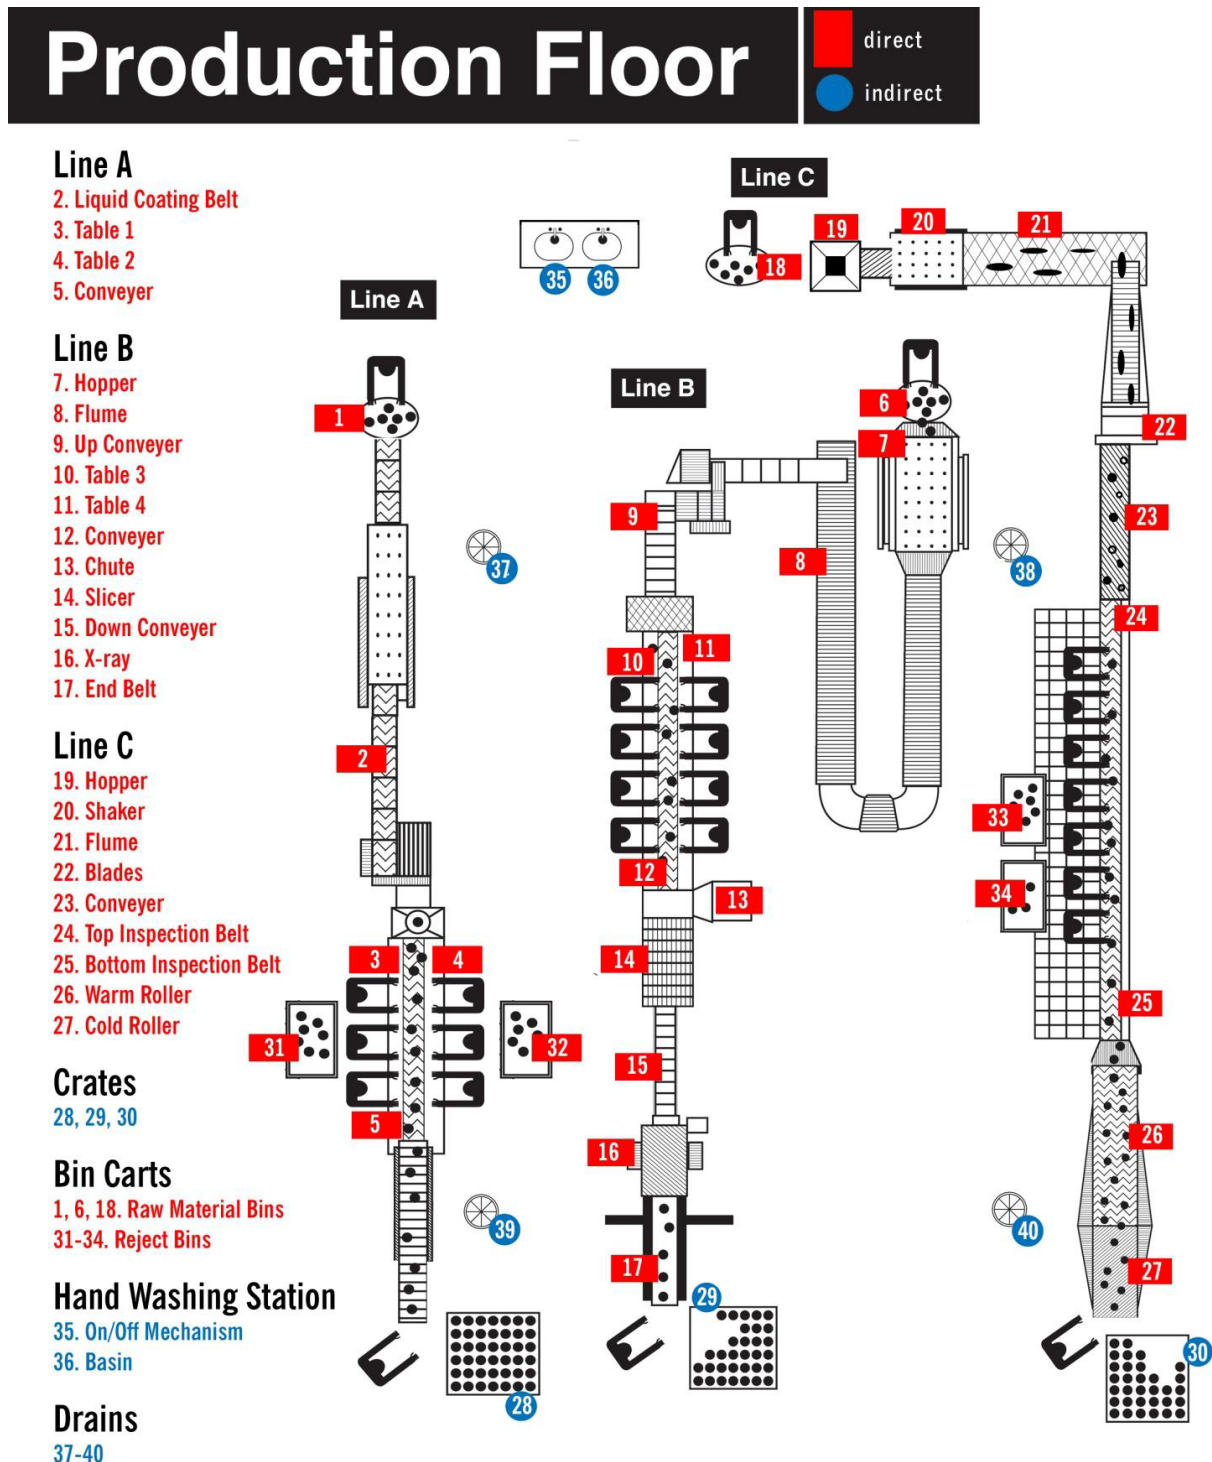 Production Floor
direct
indirect
Line A
2. Liquid Coating Belt
3. Table 1
4. Table 2
5. Conveyer
Line B
7. Hopper
8. Flume
9. Up Conveyer
10. Table 3
11. Table 4
12. Conveyer
13. Chute
14. Slicer
15. Down Conveyer
16. X-ray
17. End Belt
Line C
19. Hopper
20. Shaker
21. Flume
22. Blades
23. Conveyer
24. Top Inspection Belt
25. Bottom Inspection Belt
26. Warm Roller
27. Cold Roller
Crates
28, 29, 30
Bin Carts
1, 6, 18. Raw Material Bins
31-34. Reject Bins
Hand Washing Station
35. On/Off Mechanism
36. Basin
Drains
37-40
Line A
1
2
3
4
5
31
32
37
39
28
35
36
Line B
6
7
8
9
10
11
12
13
14
15
16
17
29
Line C
18
19
20
21
22
23
24
25
26
27
33
34
38
40
30